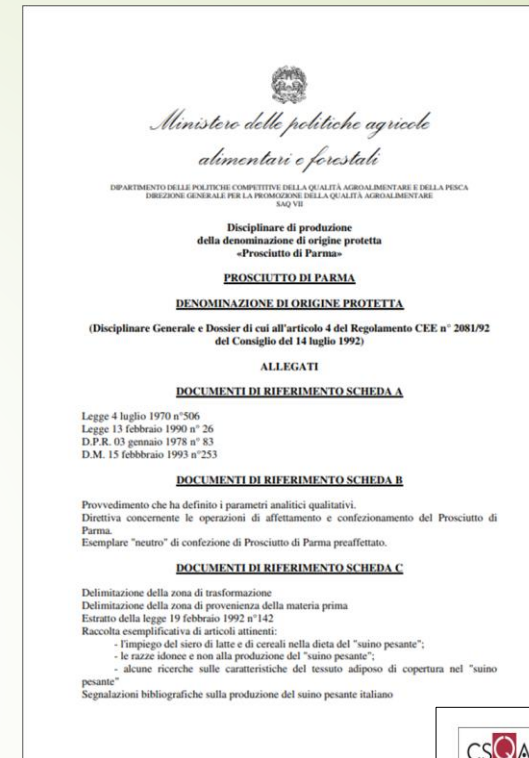 Ministero delle politiche agricole
alimentari e forestali
DIPARTIMENTO DELLE POLITICHE COMPETITIVE DELLA QUALITÀ AGROALIMENTARE E DELLA PESCA
DIREZIONE GENERALE PER LA PROMOZIONE DELLA QUALITÀ AGROALIMENTARE
SAQ VII
Disciplinare di produzione
della denominazione di origine protetta
«Prosciutto di Parma»
PROSCIUTTO DI PARMA
DENOMINAZIONE DI ORIGINE PROTETTA
(Disciplinare Generale e Dossier di cui all'articolo 4 del Regolamento CEE n° 2081/92
del Consiglio del 14 luglio 1992)
ALLEGATI
DOCUMENTI DI RIFERIMENTO SCHEDA A
Legge 4 luglio 1970 n°506
Legge 13 febbraio 1990 n° 26
D.P.R. 03 gennaio 1978 n° 83
D.M. 15 febbbraio 1993 n°253
DOCUMENTI DI RIFERIMENTO SCHEDA B
Provvedimento che ha definito i parametri analitici qualitativi.
Direttiva concernente le operazioni di affettamento e confezionamento del Prosciutto di
Parma.
Esemplare "neutro" di confezione di Prosciutto di Parma preaffettato.
DOCUMENTI DI RIFERIMENTO SCHEDA C
Delimitazione della zona di trasformazione
Delimitazione della zona di provenienza della materia prima
Estratto della legge 19 febbraio 1992 n°142
Raccolta esemplificativa di articoli attinenti:
- l'impiego del siero di latte e di cereali nella dieta del "suino pesante";
- le razze idonee e non alla produzione del "suino pesante";
- alcune ricerche sulle caratteristiche del tessuto adiposo di copertura nel "suino
pesante"
Segnalazioni bibliografiche sulla produzione del suino pesante italiano
CSQA